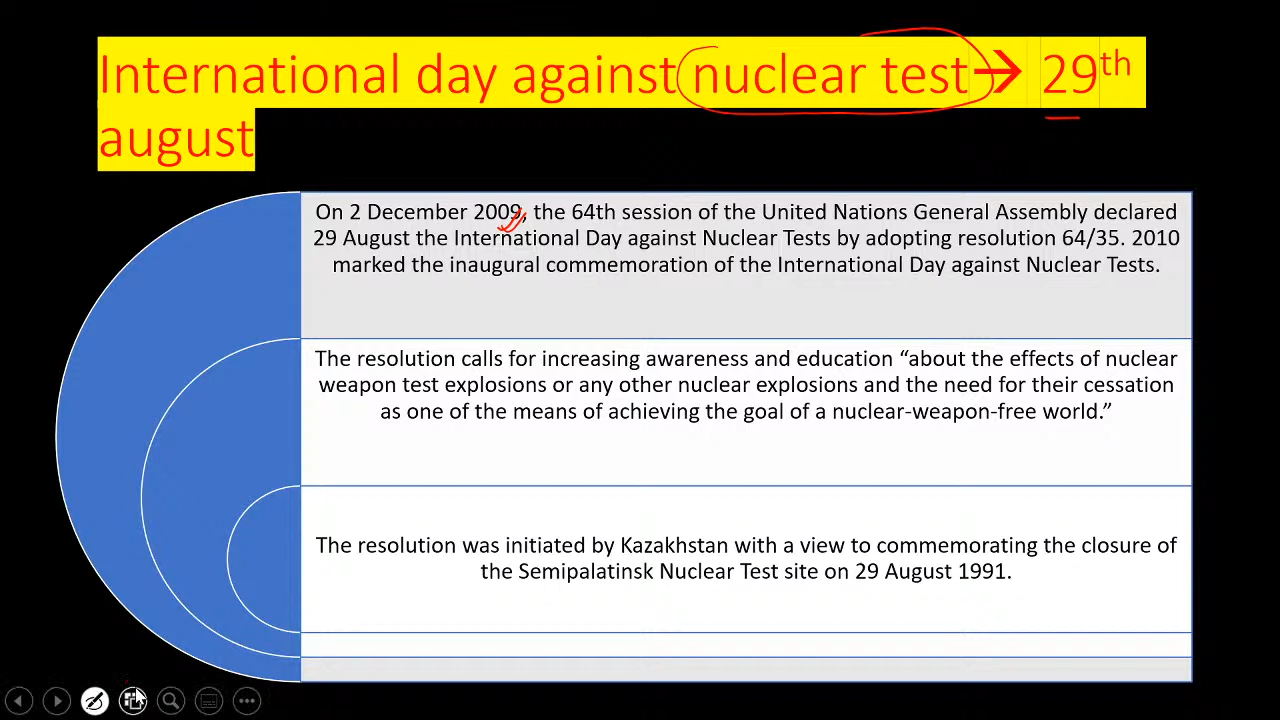 International day against nuclear test→ 29th
august
On 2 December 2009, the 64th session of the United Nations General Assembly declared
29 August the International Day against Nuclear Tests by adopting resolution 64/35. 2010
marked the inaugural commemoration of the International Day against Nuclear Tests.
The resolution calls for increasing awareness and education “about the effects of nuclear
weapon test explosions or any other nuclear explosions and the need for their cessation
as one of the means of achieving the goal of a nuclear-weapon-free world.”
The resolution was initiated by Kazakhstan with a view to commemorating the closure of
the Semipalatinsk Nuclear Test site on 29 August 1991.